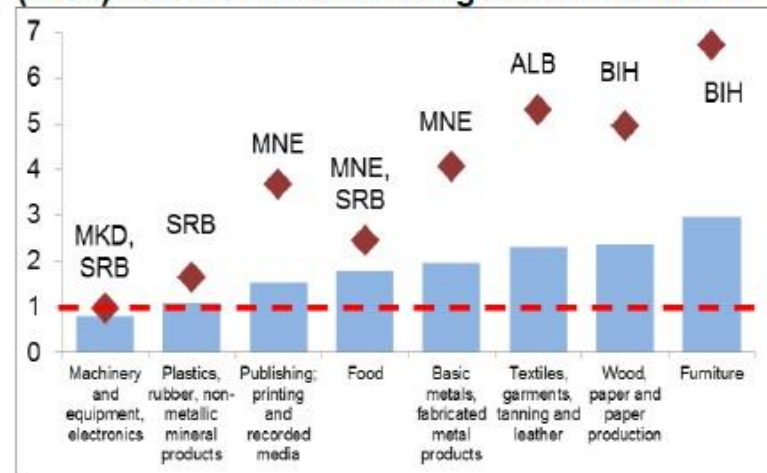 7
6
5
4
3
2
1
0
MKD,
SRB
SRB
MNE
MNE,
SRB
MNE
ALB
BIH
BIH
Machinery
and
equipment,
electronics
Plastics,
rubber, non-
metallic
mineral
products
Publishing;
printing
and
recorded
media
Food
Basic
metals,
fabricated
metal
products
Textiles,
garments,
tanning and
leather
Wood,
paper and
paper
production
Furniture